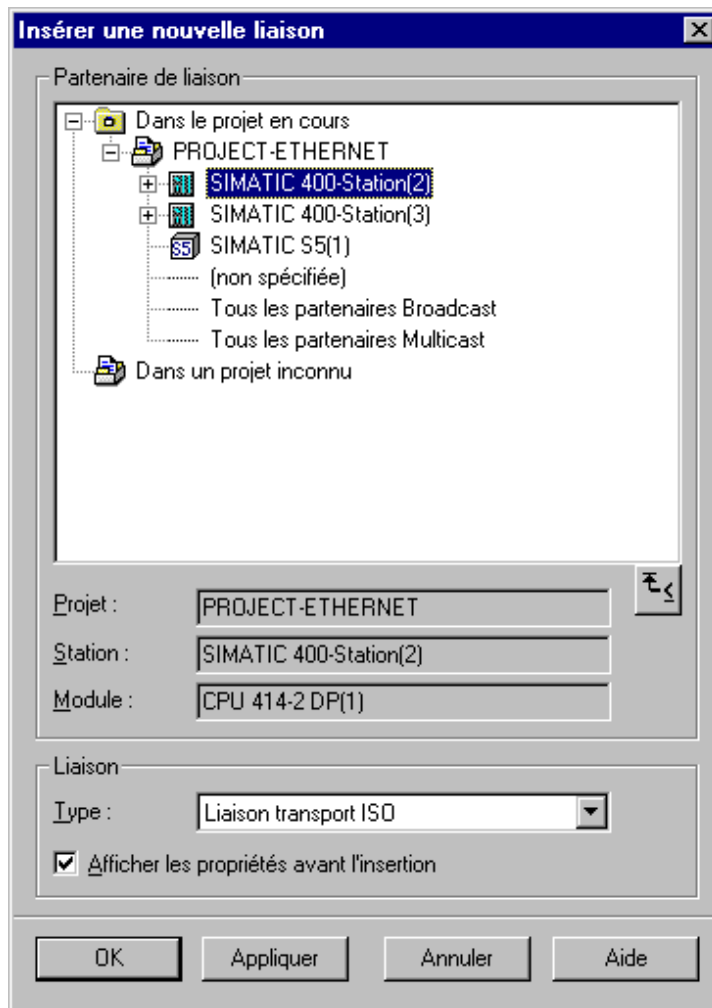 Insérer une nouvelle liaison
Partenaire de liaison
Dans le projet en cours
PROJECT-ETHERNET
SIMATIC 400-Station(2)
SIMATIC 400-Station(3)
S5 SIMATIC S5(1)
(non spécifiée)
Tous les partenaires Broadcast
Tous les partenaires Multicast
Dans un projet inconnu
Projet : PROJECT-ETHERNET
Station : SIMATIC 400-Station(2)
Module : CPU 414-2 DP(1)
Liaison
Type : Liaison transport ISO
Afficher les propriétés avant l'insertion
OK Appliquer Annuler Aide